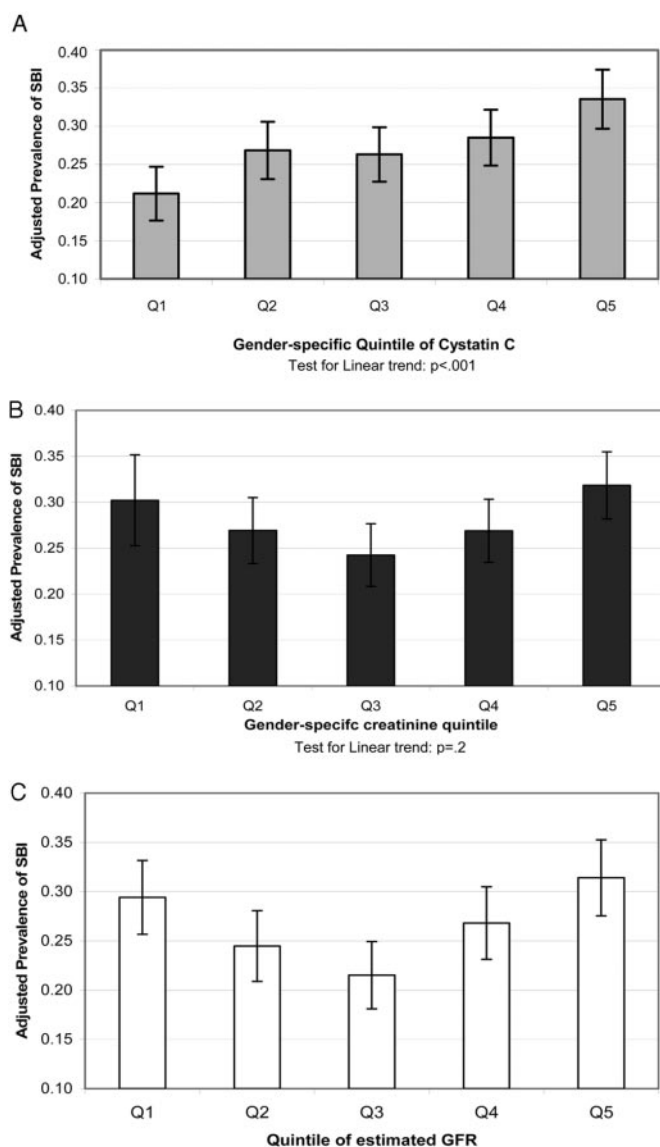 A
Adjusted Prevalence of SBI
0.40
0.35
0.30
0.25
0.20
0.15
0.10
Q1 Q2 Q3 Q4 Q5
Gender-specific Quintile of Cystatin C
Test for Linear trend: p<.001
B
Adjusted Prevalence of SBI
0.40
0.35
0.30
0.25
0.20
0.15
0.10
Q1 Q2 Q3 Q4 Q5
Gender-specifc creatinine quintile
Test for Linear trend: p=.2
C
Adjusted Prevalence of SBI
0.40
0.35
0.30
0.25
0.20
0.15
0.10
Q1 Q2 Q3 Q4 Q5
Quintile of estimated GFR